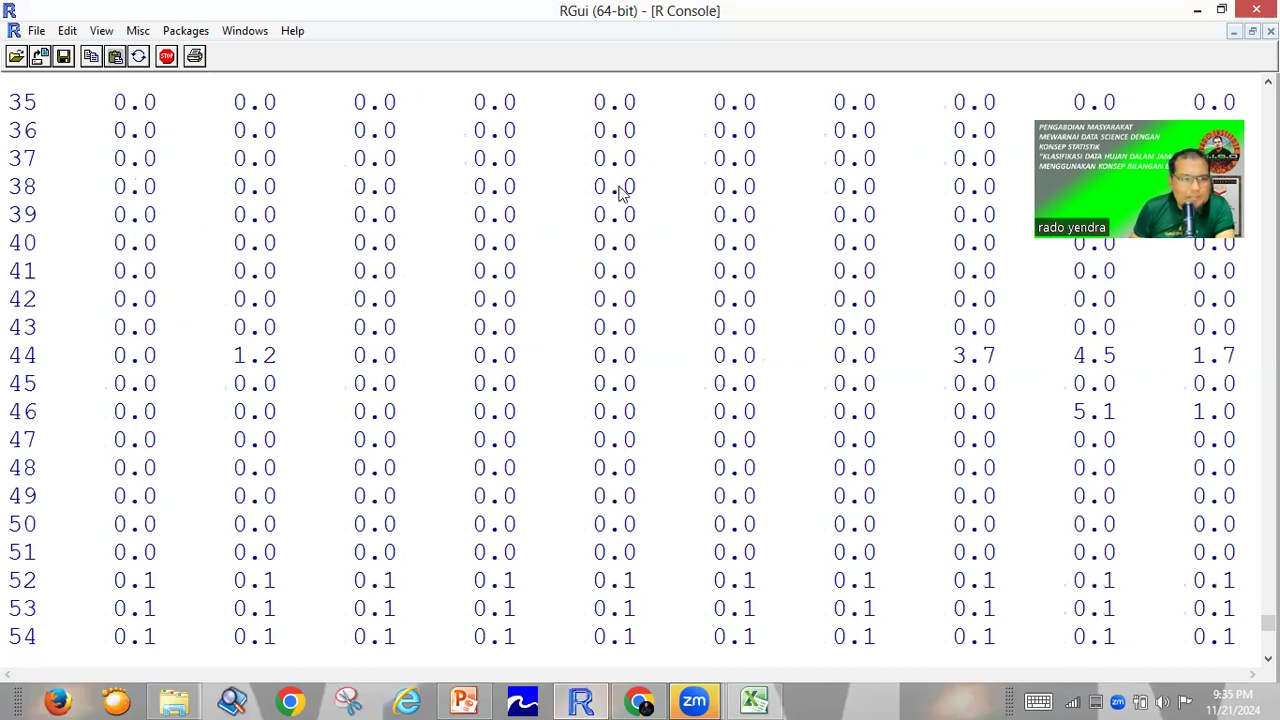 RGui (64-bit) - [R Console]
File Edit View Misc Packages Windows Help
STOP
35 0.0 0.0 0.0 0.0 0.0 0.0 0.0 0.0 0.0 0.0
36 0.0 0.0 0.0 0.0 0.0 0.0 0.0 0.0
37 0.0 0.0 0.0 0.0 0.0 0.0 0.0 0.0
38 0.0 0.0 0.0 0.0 0.0 0.0 0.0 0.0
39 0.0 0.0 0.0 0.0 0.0 0.0 0.0 0.0
40 0.0 0.0 0.0 0.0 0.0 0.0 0.0 0.0 0.0 0.0
41 0.0 0.0 0.0 0.0 0.0 0.0 0.0 0.0 0.0 0.0
42 0.0 0.0 0.0 0.0 0.0 0.0 0.0 0.0 0.0 0.0
43 0.0 0.0 0.0 0.0 0.0 0.0 0.0 0.0 0.0 0.0
44 0.0 1.2 0.0 0.0 0.0 0.0 0.0 3.7 4.5 1.7
45 0.0 0.0 0.0 0.0 0.0 0.0 0.0 0.0 0.0 0.0
46 0.0 0.0 0.0 0.0 0.0 0.0 0.0 0.0 5.1 1.0
47 0.0 0.0 0.0 0.0 0.0 0.0 0.0 0.0 0.0 0.0
48 0.0 0.0 0.0 0.0 0.0 0.0 0.0 0.0 0.0 0.0
49 0.0 0.0 0.0 0.0 0.0 0.0 0.0 0.0 0.0 0.0
50 0.0 0.0 0.0 0.0 0.0 0.0 0.0 0.0 0.0 0.0
51 0.0 0.0 0.0 0.0 0.0 0.0 0.0 0.0 0.0 0.0
52 0.1 0.1 0.1 0.1 0.1 0.1 0.1 0.1 0.1 0.1
53 0.1 0.1 0.1 0.1 0.1 0.1 0.1 0.1 0.1 0.1
54 0.1 0.1 0.1 0.1 0.1 0.1 0.1 0.1 0.1 0.1
PENGABDIAN MASYARAKAT
MEWARNAI DATA SCIENCE DENGAN
KONSEP STATISTIK
"KLASIFIKASI DATA HUJAN DALAM JAM
MENGGUNAKAN KONSEP BILANGAN
rado yendra
zm
9:35 PM
11/21/2024